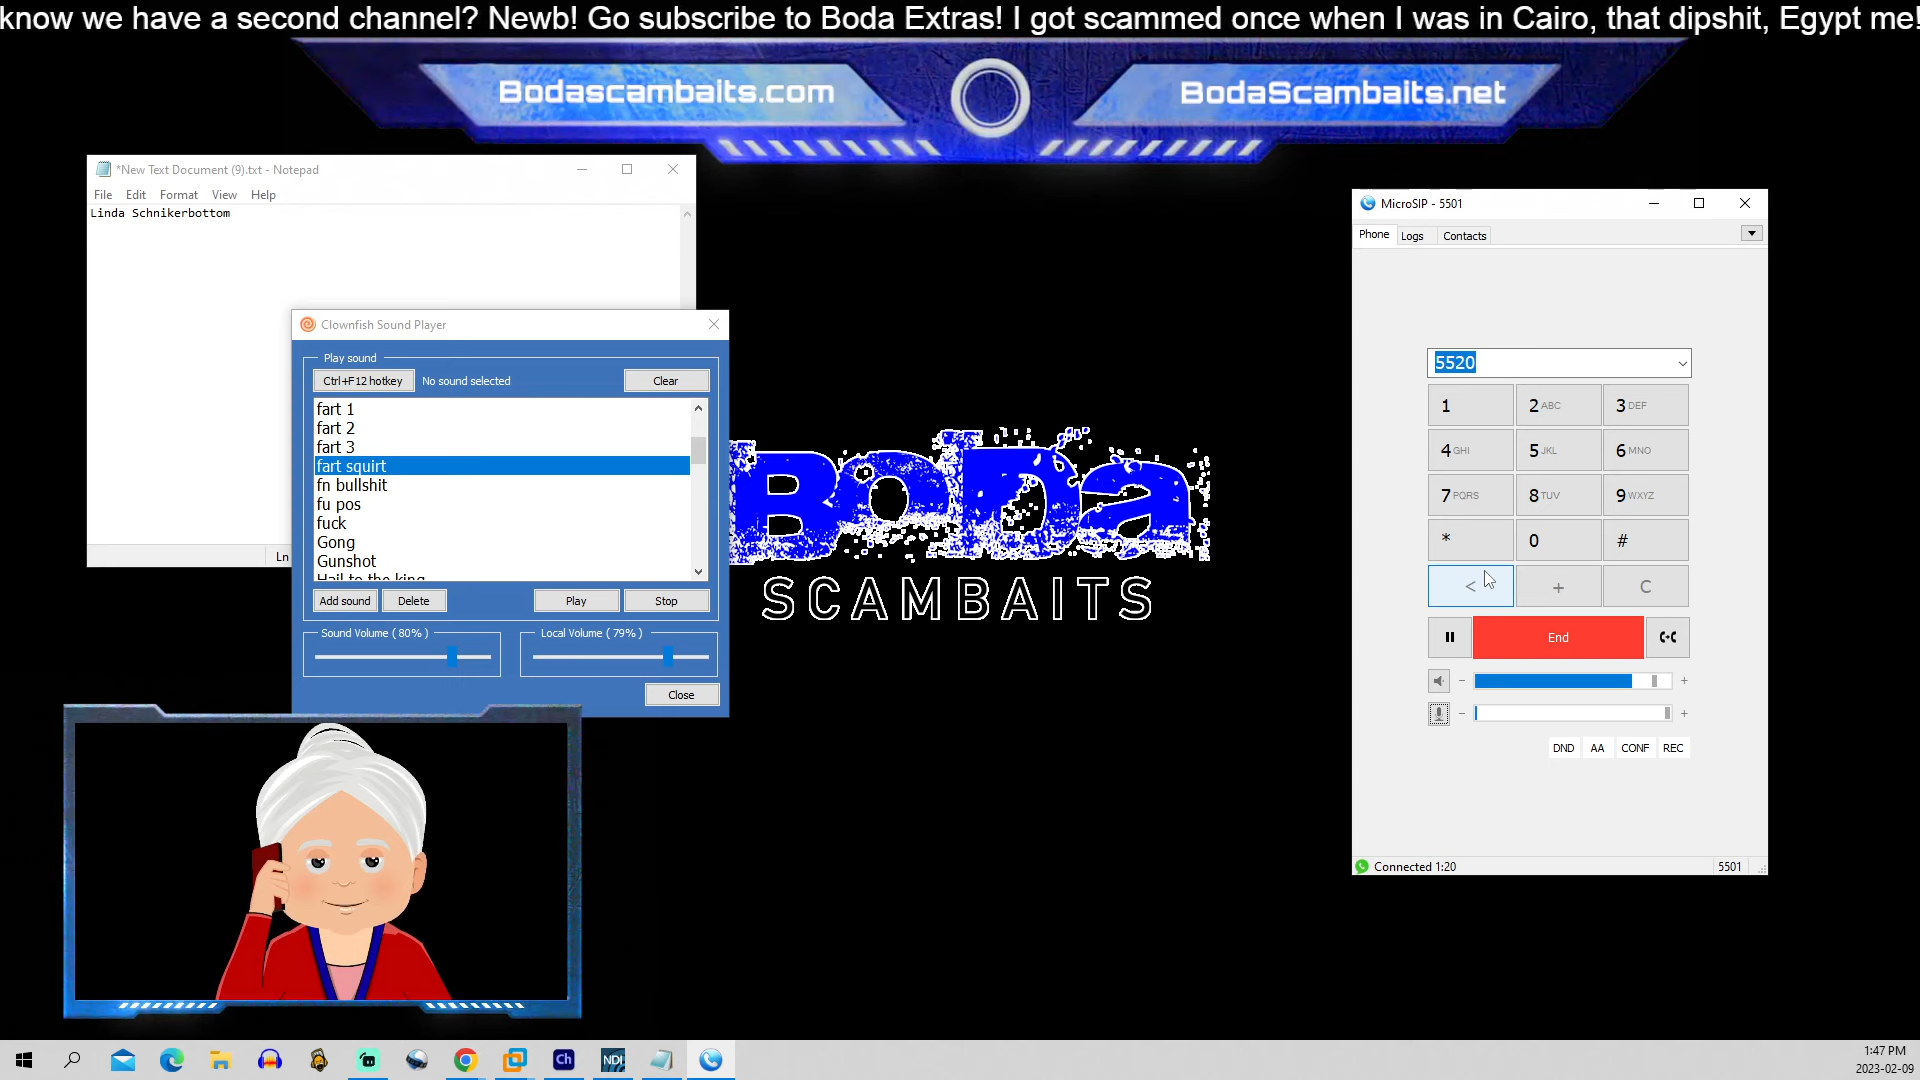 know we have a second channel? Newb! Go subscribe to Boda Extras! I got scammed once when I was in Cairo, that dipshit, Egypt me!
Bodascambaits.com
BodaScambaits.net
*New Text Document (9).txt - Notepad
File Edit Format View Help
Linda Schnikerbottom
Ln
Clownfish Sound Player
Play sound
Ctrl+F12 hotkey No sound selected Clear
fart 1
fart 2
fart 3
fart squirt
fn bullshit
fu pos
fuck
Gong
Gunshot
Hail to the king
Add sound Delete Play Stop
Sound Volume ( 80% ) Local Volume ( 79% )
Close
BoDa
SCAMBAITS
MicroSIP - 5501
Phone Logs Contacts
5520
1 2 ABC 3 DEF
4 GHI 5 JKL 6 MNO
7 PQRS 8 TUV 9 WXYZ
* 0 #
< + C
End
- +
- +
DND AA CONF REC
Connected 1:20 5501
Ch NDI
1:47 PM
2023-02-09